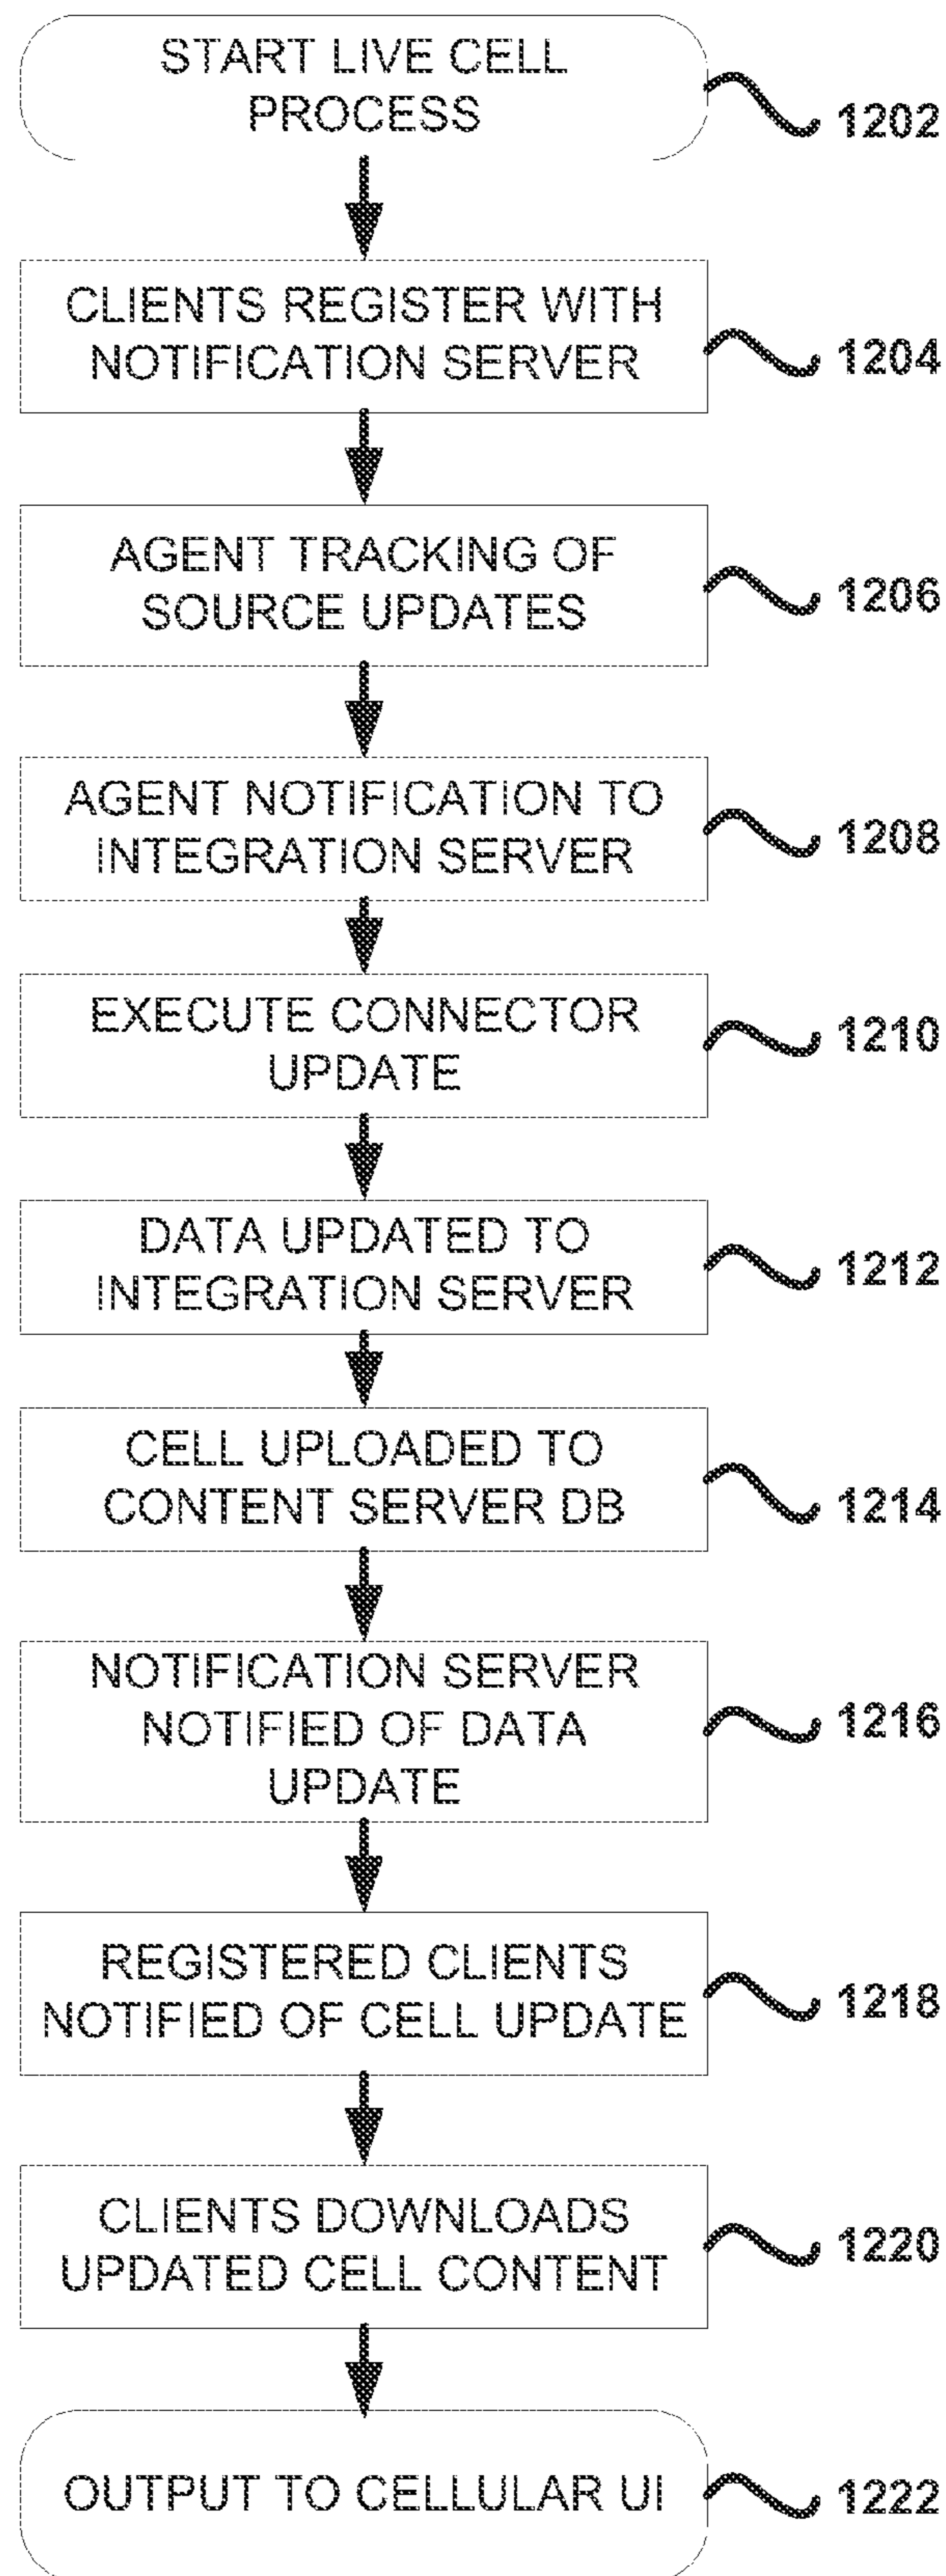 START LIVE CELL
PROCESS
1202
CLIENTS REGISTER WITH
NOTIFICATION SERVER
1204
AGENT TRACKING OF
SOURCE UPDATES
1206
AGENT NOTIFICATION TO
INTEGRATION SERVER
1208
EXECUTE CONNECTOR
UPDATE
1210
DATA UPDATED TO
INTEGRATION SERVER
1212
CELL UPLOADED TO
CONTENT SERVER DB
1214
NOTIFICATION SERVER
NOTIFIED OF DATA
UPDATE
1216
REGISTERED CLIENTS
NOTIFIED OF CELL UPDATE
1218
CLIENTS DOWNLOADS
UPDATED CELL CONTENT
1220
OUTPUT TO CELLULAR UI
1222